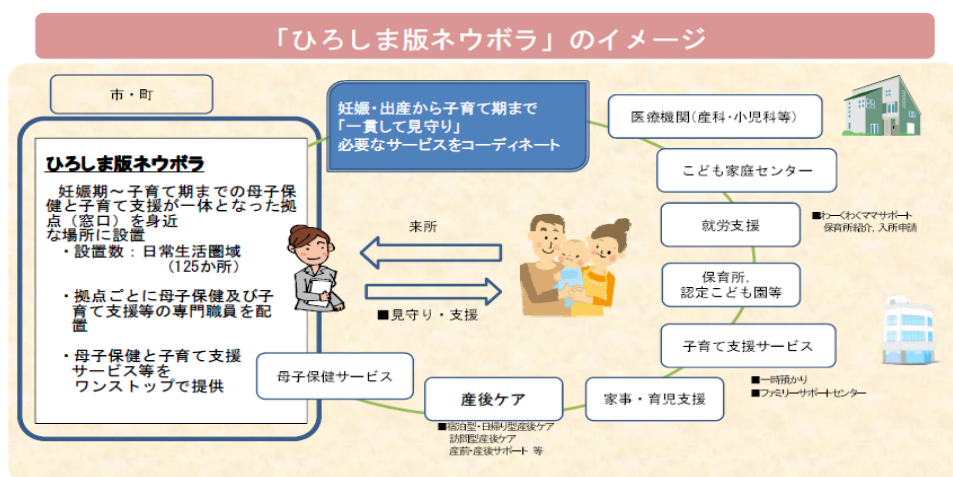 「ひろしま版ネウボラ」のイメージ
市・町
ひろしま版ネウボラ
妊娠期~子育て期までの母子保
健と子育て支援が一体となった拠
点（窓口）を身近
な場所に設置
・設置数：日常生活圏域
（125か所）
・拠点ごとに母子保健及び子
育て支援等の専門職員を配
置
・母子保健と子育て支援
サービス等を
ワンストップで提供
妊娠・出産から子育て期まで
「一貫して見守り」
必要なサービスをコーディネート
来所
■見守り・支援
医療機関（産科・小児科等）
こども家庭センター
就労支援
■わーくわくママサポート
保育所紹介，入所申請
保育所，
認定こども園等
子育て支援サービス
■一時預かり
■ファミリーサポートセンター
家事・育児支援
産後ケア
■宿泊型・日帰り型産後ケア
訪問型産後ケア
産前・産後サポート 等
母子保健サービス